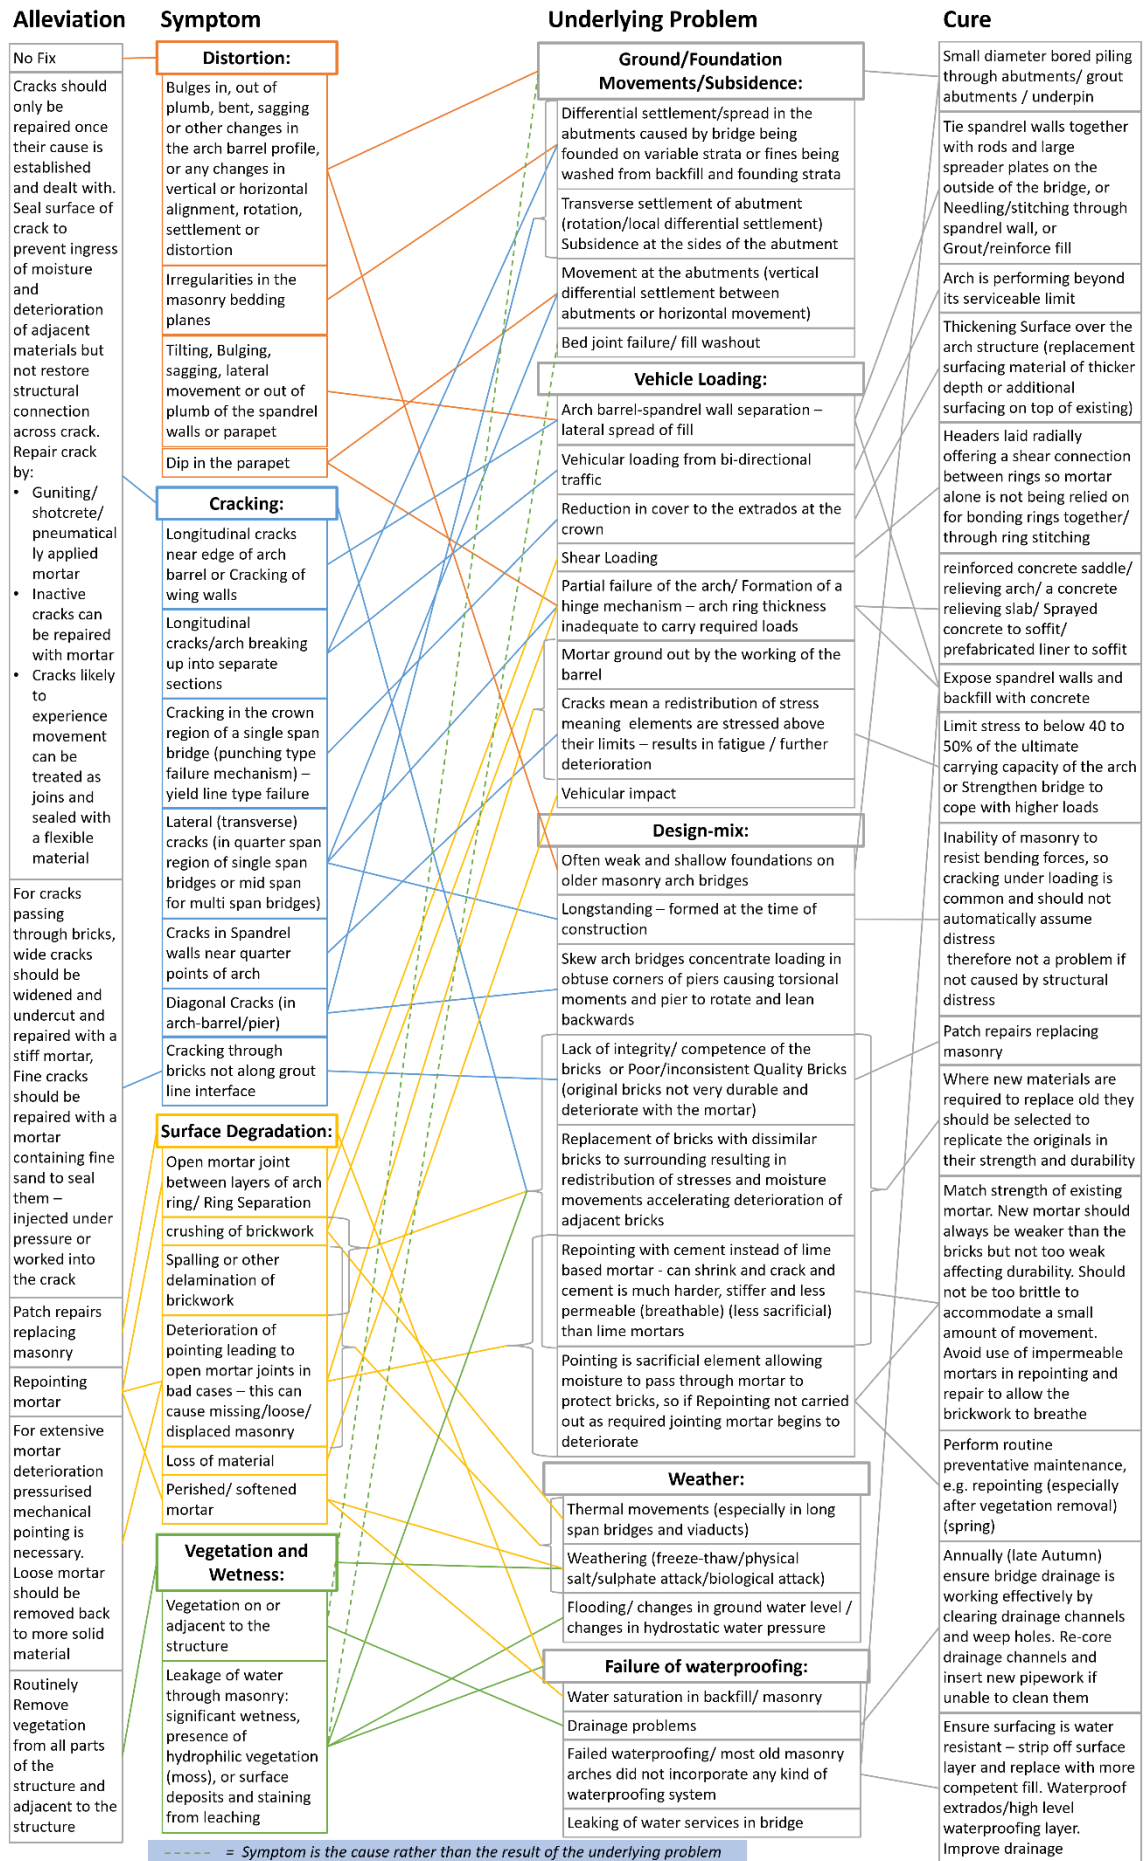 Alleviation
No Fix
Cracks should
only be
repaired once
their cause is
established
and dealt with.
Seal surface of
crack to
prevent ingress
of moisture
and
deterioration
of adjacent
materials but
not restore
structural
connection
across crack.
Repair crack
by:
• Guniting/
shotcrete/
pneumatical
ly applied
mortar
• Inactive
cracks can
be repaired
with mortar
• Cracks likely
to
experience
movement
can be
treated as
joins and
sealed with
a flexible
material
For cracks
passing
through bricks,
wide cracks
should be
widened and
undercut and
repaired with a
stiff mortar,
Fine cracks
should be
repaired with a
mortar
containing fine
sand to seal
them –
injected under
pressure or
worked into
the crack
Patch repairs
replacing
masonry
Repointing
mortar
For extensive
mortar
deterioration
pressurised
mechanical
pointing is
necessary.
Loose mortar
should be
removed back
to more solid
material
Routinely
Remove
vegetation
from all parts
of the
structure and
adjacent to the
structure
Symptom
Distortion:
Bulges in, out of
plumb, bent, sagging
or other changes in
the arch barrel profile,
or any changes in
vertical or horizontal
alignment, rotation,
settlement or
distortion
Irregularities in the
masonry bedding
planes
Tilting, Bulging,
sagging, lateral
movement or out of
plumb of the spandrel
walls or parapet
Dip in the parapet
Cracking:
Longitudinal cracks
near edge of arch
barrel or Cracking of
wing walls
Longitudinal
cracks/arch breaking
up into separate
sections
Cracking in the crown
region of a single span
bridge (punching type
failure mechanism) –
yield line type failure
Lateral (transverse)
cracks (in quarter span
region of single span
bridges or mid span
for multi span bridges)
Cracks in Spandrel
walls near quarter
points of arch
Diagonal Cracks (in
arch-barrel/pier)
Cracking through
bricks not along grout
line interface
Surface Degradation:
Open mortar joint
between layers of arch
ring/ Ring Separation
crushing of brickwork
Spalling or other
delamination of
brickwork
Deterioration of
pointing leading to
open mortar joints in
bad cases – this can
cause missing/loose/
displaced masonry
Loss of material
Perished/ softened
mortar
Vegetation and
Wetness:
Vegetation on or
adjacent to the
structure
Leakage of water
through masonry:
significant wetness,
presence of
hydrophilic vegetation
(moss), or surface
deposits and staining
from leaching
Underlying Problem
Ground/Foundation
Movements/Subsidence:
Differential settlement/spread in the
abutments caused by bridge being
founded on variable strata or fines being
washed from backfill and founding strata
Transverse settlement of abutment
(rotation/local differential settlement)
Subsidence at the sides of the abutment
Movement at the abutments (vertical
differential settlement between
abutments or horizontal movement)
Bed joint failure/ fill washout
Vehicle Loading:
Arch barrel-spandrel wall separation –
lateral spread of fill
Vehicular loading from bi-directional
traffic
Reduction in cover to the extrados at the
crown
Shear Loading
Partial failure of the arch/ Formation of a
hinge mechanism – arch ring thickness
inadequate to carry required loads
Mortar ground out by the working of the
barrel
Cracks mean a redistribution of stress
meaning elements are stressed above
their limits – results in fatigue / further
deterioration
Vehicular impact
Design-mix:
Often weak and shallow foundations on
older masonry arch bridges
Longstanding – formed at the time of
construction
Skew arch bridges concentrate loading in
obtuse corners of piers causing torsional
moments and pier to rotate and lean
backwards
Lack of integrity/ competence of the
bricks or Poor/inconsistent Quality Bricks
(original bricks not very durable and
deteriorate with the mortar)
Replacement of bricks with dissimilar
bricks to surrounding resulting in
redistribution of stresses and moisture
movements accelerating deterioration of
adjacent bricks
Repointing with cement instead of lime
based mortar - can shrink and crack and
cement is much harder, stiffer and less
permeable (breathable) (less sacrificial)
than lime mortars
Pointing is sacrificial element allowing
moisture to pass through mortar to
protect bricks, so if Repointing not carried
out as required jointing mortar begins to
deteriorate
Weather:
Thermal movements (especially in long
span bridges and viaducts)
Weathering (freeze-thaw/physical
salt/sulphate attack/biological attack)
Flooding/ changes in ground water level /
changes in hydrostatic water pressure
Failure of waterproofing:
Water saturation in backfill/ masonry
Drainage problems
Failed waterproofing/ most old masonry
arches did not incorporate any kind of
waterproofing system
Leaking of water services in bridge
Cure
Small diameter bored piling
through abutments/ grout
abutments / underpin
Tie spandrel walls together
with rods and large
spreader plates on the
outside of the bridge, or
Needling/stitching through
spandrel wall, or
Grout/reinforce fill
Arch is performing beyond
its serviceable limit
Thickening Surface over the
arch structure (replacement
surfacing material of thicker
depth or additional
surfacing on top of existing)
Headers laid radially
offering a shear connection
between rings so mortar
alone is not being relied on
for bonding rings together/
through ring stitching
reinforced concrete saddle/
relieving arch/ a concrete
relieving slab/ Sprayed
concrete to soffit/
prefabricated liner to soffit
Expose spandrel walls and
backfill with concrete
Limit stress to below 40 to
50% of the ultimate
carrying capacity of the arch
or Strengthen bridge to
cope with higher loads
Inability of masonry to
resist bending forces, so
cracking under loading is
common and should not
automatically assume
distress
therefore not a problem if
not caused by structural
distress
Patch repairs replacing
masonry
Where new materials are
required to replace old they
should be selected to
replicate the originals in
their strength and durability
Match strength of existing
mortar. New mortar should
always be weaker than the
bricks but not too weak
affecting durability. Should
not be too brittle to
accommodate a small
amount of movement.
Avoid use of impermeable
mortars in repointing and
repair to allow the
brickwork to breathe
Perform routine
preventative maintenance,
e.g. repointing (especially
after vegetation removal)
(spring)
Annually (late Autumn)
ensure bridge drainage is
working effectively by
clearing drainage channels
and weep holes. Re-core
drainage channels and
insert new pipework if
unable to clean them
Ensure surfacing is water
resistant – strip off surface
layer and replace with more
competent fill. Waterproof
extrados/high level
waterproofing layer.
Improve drainage
= Symptom is the cause rather than the result of the underlying problem